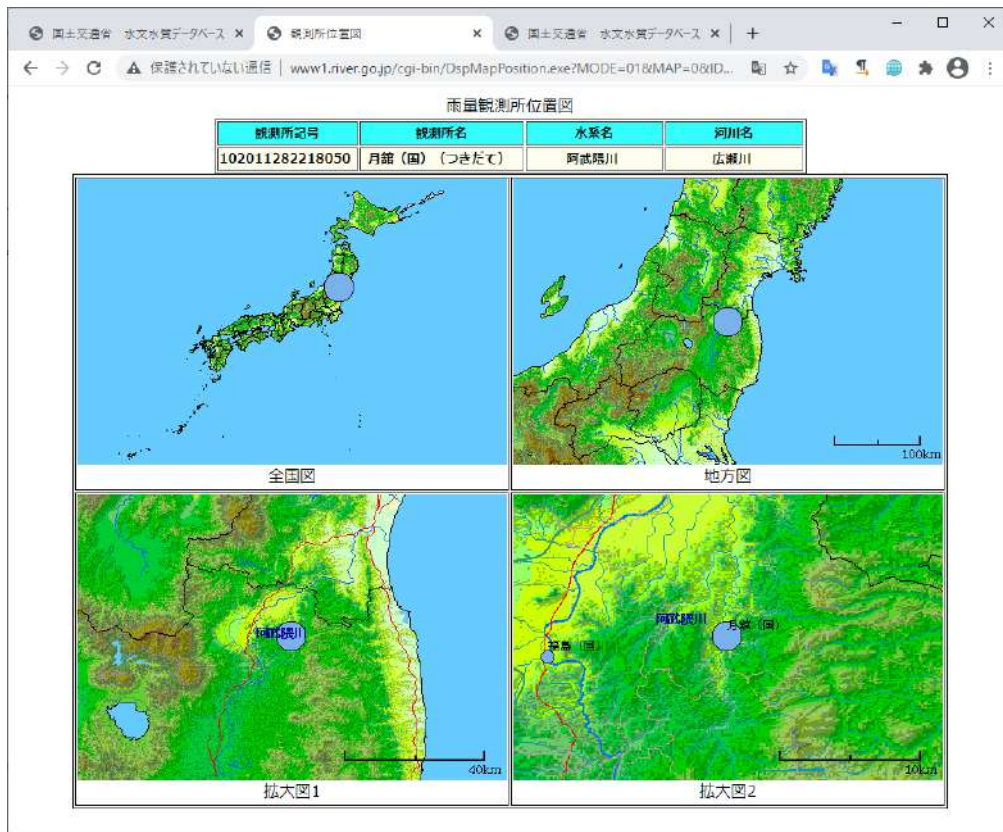 国土交通省 水文水質データベース
観測所位置図
国土交通省 水文水質データベース
保護されていない通信 | www1.river.go.jp/cgi-bin/DspMapPosition.exe?MODE=01&MAP=0&ID...
雨量観測所位置図
観測所記号 観測所名 水系名 河川名
102011282218050 月舘（国）（つきだて） 阿武隈川 広瀬川
100km
全国図 地方図
阿武隈川
阿武隈川 月舘（国）
福島（国）
40km 10km
拡大図1 拡大図2